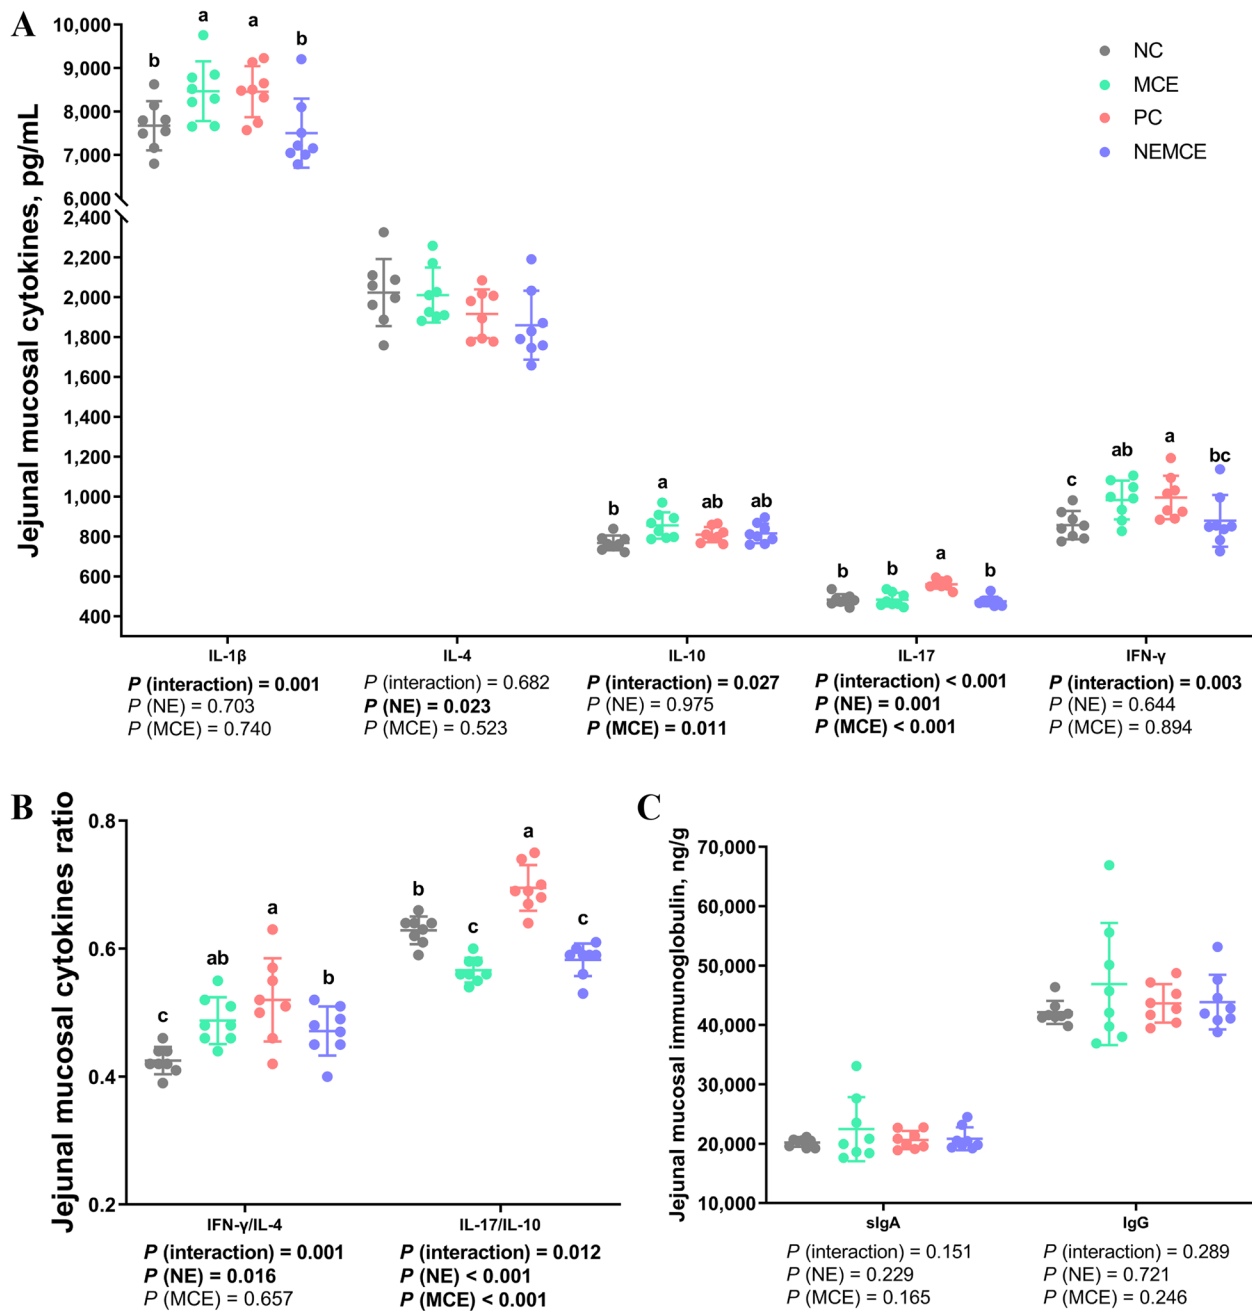 A
Jejunal mucosal cytokines, pg/mL
10,000
9,000
8,000
7,000
6,000
2,400
2,200
2,000
1,800
1,600
1,400
1,200
1,000
800
600
400
b a a b
b a ab ab
b b a b
c ab a bc
NC
MCE
PC
NEMCE
IL-1β IL-4 IL-10 IL-17 IFN-γ
P (interaction) = 0.001
P (NE) = 0.703
P (MCE) = 0.740
P (interaction) = 0.682
P (NE) = 0.023
P (MCE) = 0.523
P (interaction) = 0.027
P (NE) = 0.975
P (MCE) = 0.011
P (interaction) < 0.001
P (NE) = 0.001
P (MCE) < 0.001
P (interaction) = 0.003
P (NE) = 0.644
P (MCE) = 0.894
B
Jejunal mucosal cytokines ratio
0.8
0.6
0.4
0.2
c ab a b
b c a c
IFN-γ/IL-4 IL-17/IL-10
P (interaction) = 0.001
P (NE) = 0.016
P (MCE) = 0.657
P (interaction) = 0.012
P (NE) < 0.001
P (MCE) < 0.001
C
Jejunal mucosal immunoglobulin, ng/g
70,000
60,000
50,000
40,000
30,000
20,000
10,000
sIgA IgG
P (interaction) = 0.151
P (NE) = 0.229
P (MCE) = 0.165
P (interaction) = 0.289
P (NE) = 0.721
P (MCE) = 0.246